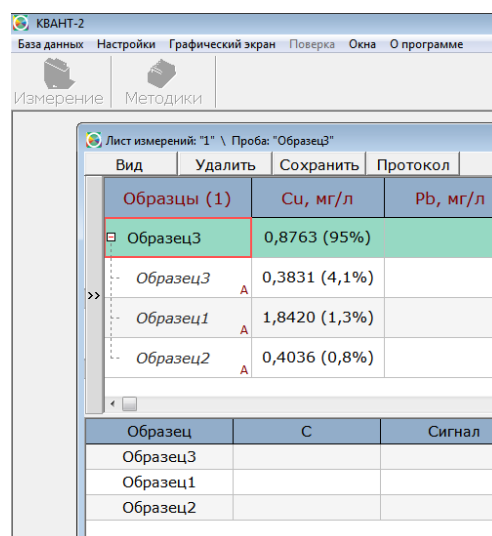 КВАНТ-2
База данных Настройки Графический экран Поверка Окна О программе
Измерение Методики
Лист измерений: "1" \ Проба: "Образец3"
Вид Удалить Сохранить Протокол
Образцы (1) Cu, мг/л Pb, мг/л
Образец3 0,8763 (95%)
Образец3 А 0,3831 (4,1%)
>>
Образец1 А 1,8420 (1,3%)
Образец2 А 0,4036 (0,8%)
Образец С Сигнал
Образец3
Образец1
Образец2